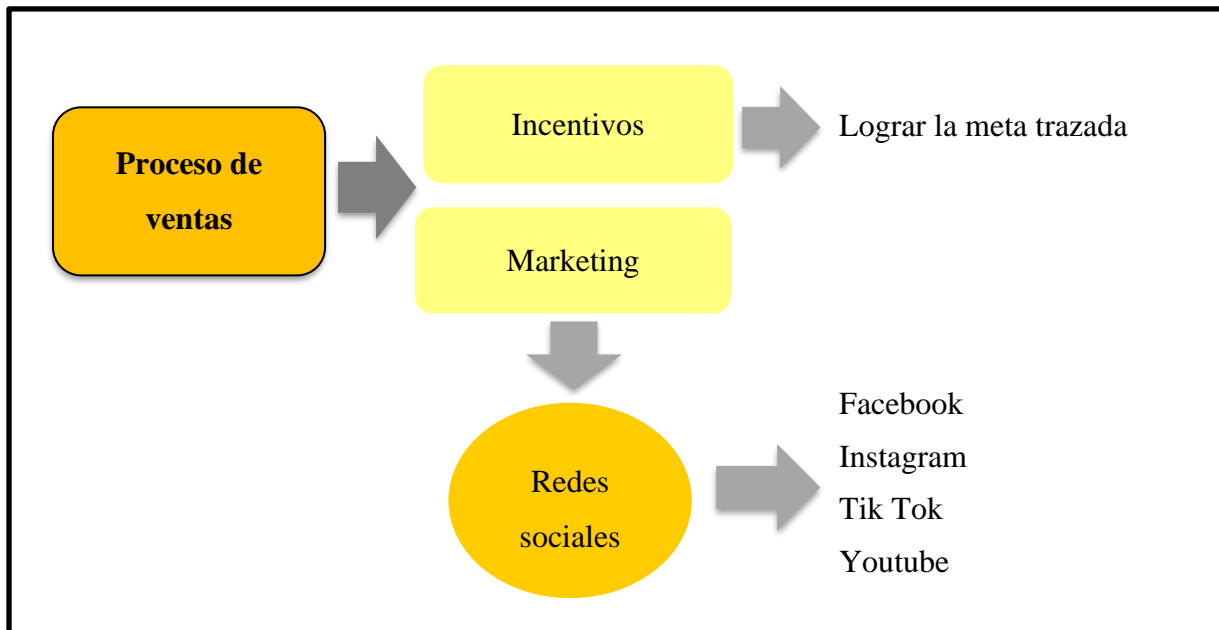 Proceso de
ventas
Incentivos
Lograr la meta trazada
Marketing
Redes
sociales
Facebook
Instagram
Tik Tok
Youtube